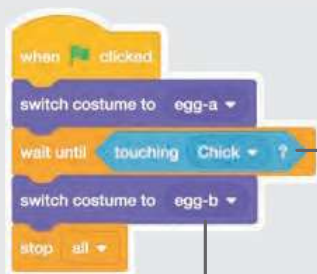 when clicked
switch costume to egg-a
wait until touching Chick ?
switch costume to egg-b
stop all